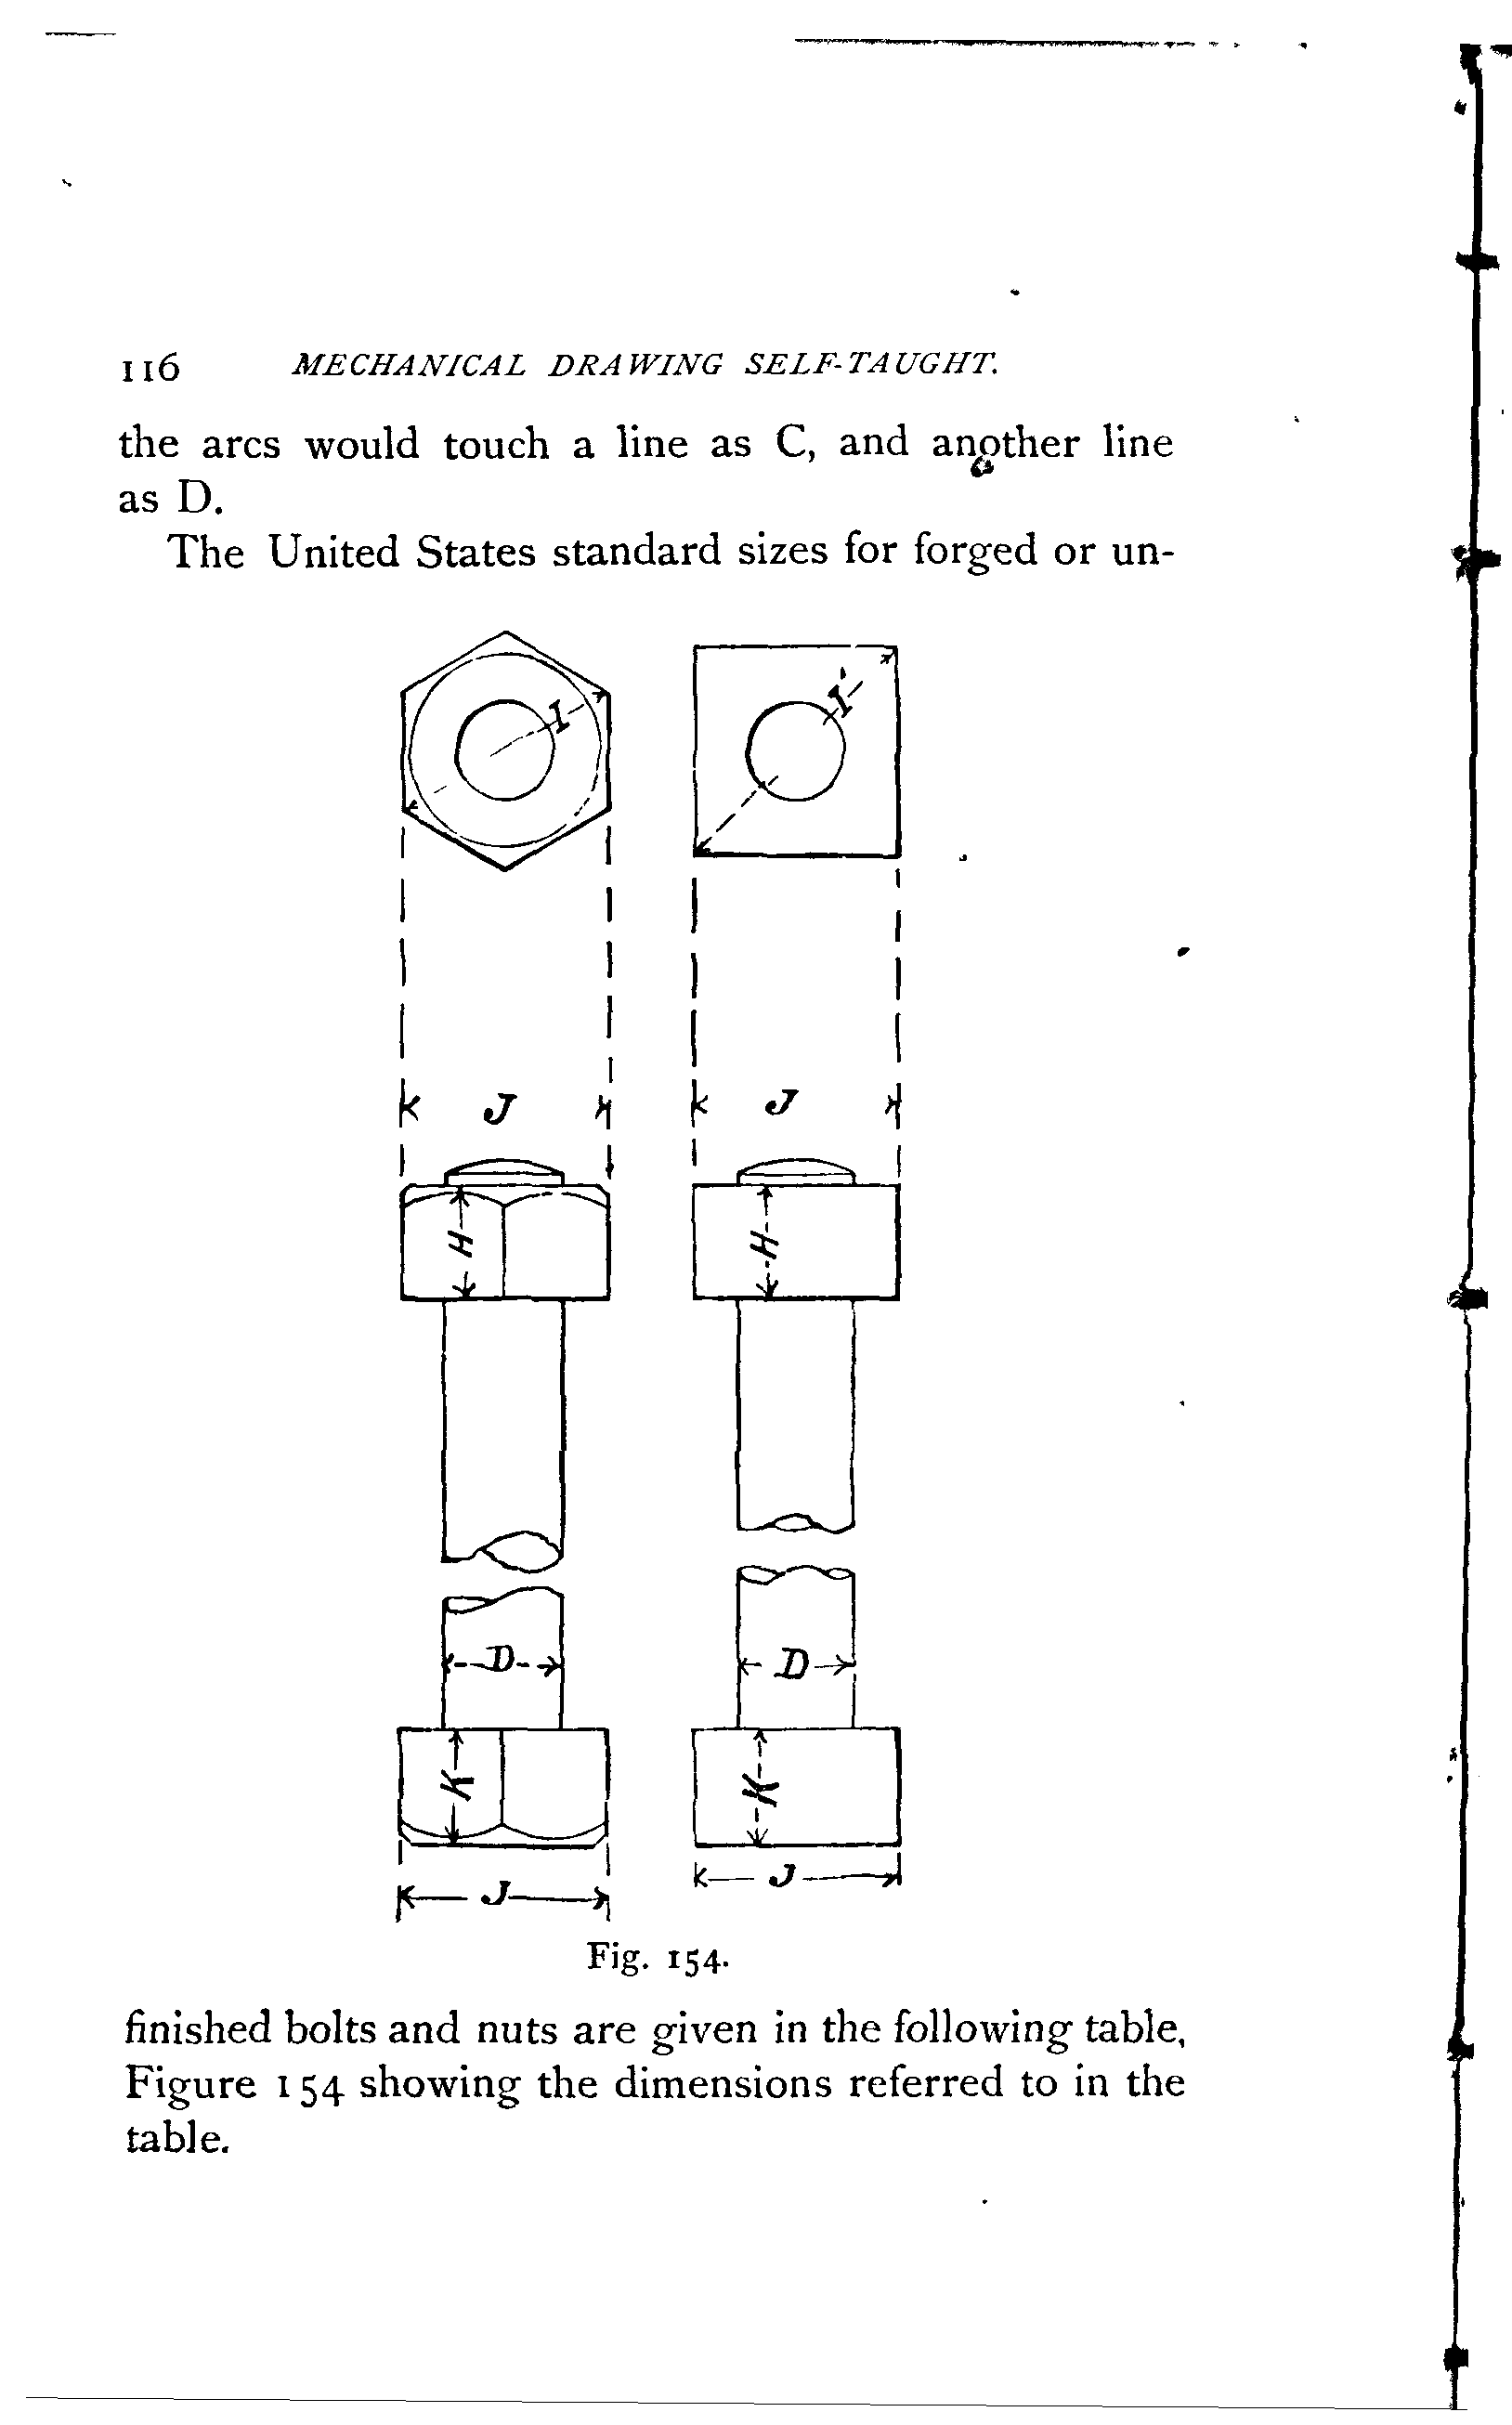 116 MECHANICAL DRAWING SELF-TAUGHT.
the arcs would touch a line as C, and another line
as D.
The United States standard sizes for forged or un-
I
I
J
J
H
H
D
D
K
K
J
J
Fig. 154.
finished bolts and nuts are given in the following table,
Figure 154 showing the dimensions referred to in the
table.